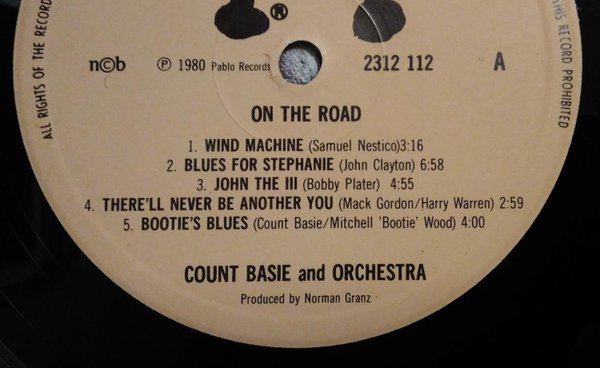 ALL RIGHTS OF THE RECORD
THIS RECORD PROHIBITED
®
n©b
℗ 1980 Pablo Records
2312 112
A
ON THE ROAD
1. WIND MACHINE (Samuel Nestico)3:16
2. BLUES FOR STEPHANIE (John Clayton) 6:58
3. JOHN THE III (Bobby Plater) 4:55
4. THERE'LL NEVER BE ANOTHER YOU (Mack Gordon/Harry Warren) 2:59
5. BOOTIE'S BLUES (Count Basie/Mitchell 'Bootie' Wood) 4:00
COUNT BASIE and ORCHESTRA
Produced by Norman Granz